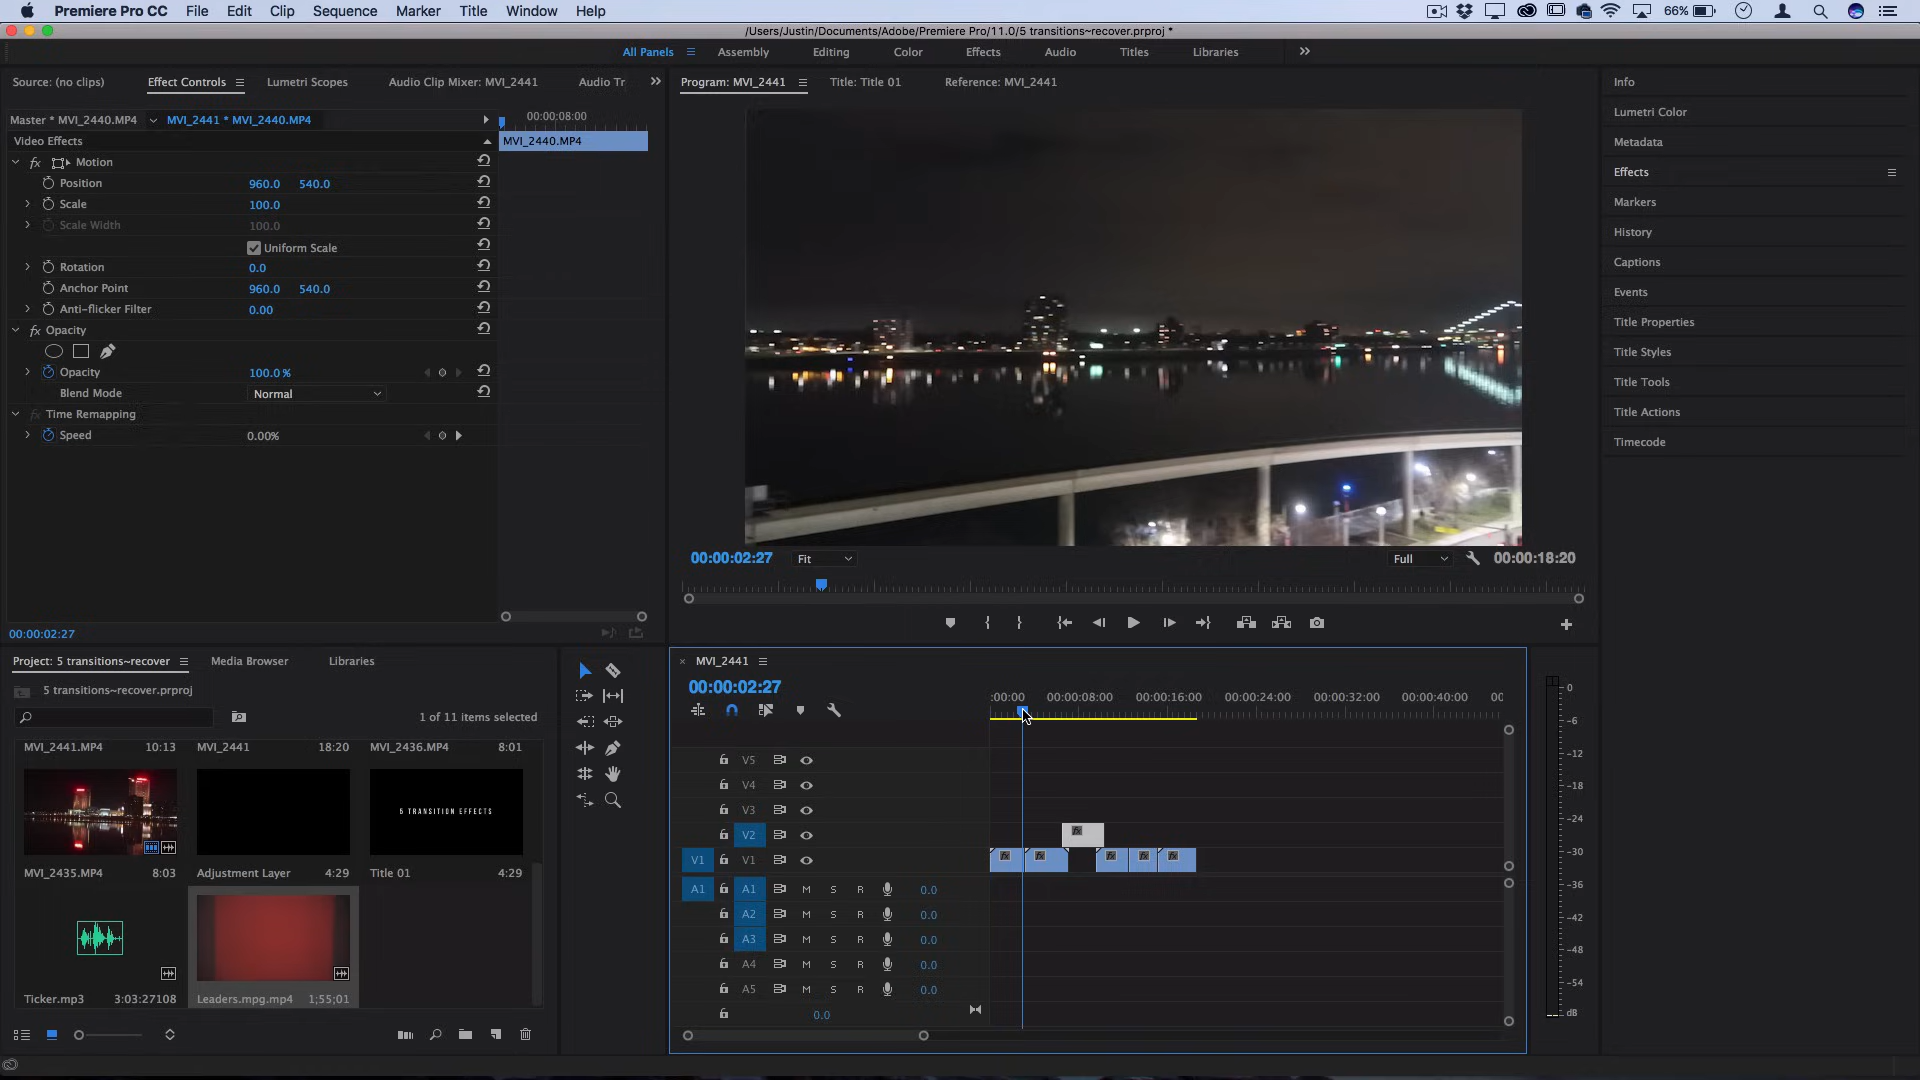 Premiere Pro CC File Edit Clip Sequence Marker Title Window Help 66%
/Users/Justin/Documents/Adobe/Premiere Pro/11.0/5 transitions~recover.prproj *
All Panels Assembly Editing Color Effects Audio Titles Libraries
Source: (no clips) Effect Controls Lumetri Scopes Audio Clip Mixer: MVI_2441 Audio Tr
Program: MVI_2441 Title: Title 01 Reference: MVI_2441
Master * MVI_2440.MP4 MVI_2441 * MVI_2440.MP4 00:00:08:00
Video Effects MVI_2440.MP4
fx Motion
Position 960.0 540.0
Scale 100.0
Scale Width 100.0
Uniform Scale
Rotation 0.0
Anchor Point 960.0 540.0
Anti-flicker Filter 0.00
fx Opacity
Opacity 100.0 %
Blend Mode Normal
fx Time Remapping
Speed 0.00%
00:00:02:27
00:00:02:27 Fit Full 00:00:18:20
Info
Lumetri Color
Metadata
Effects
Markers
History
Captions
Events
Title Properties
Title Styles
Title Tools
Title Actions
Timecode
Project: 5 transitions~recover Media Browser Libraries
5 transitions~recover.prproj
1 of 11 items selected
MVI_2441.MP4 10:13 MVI_2441 18:20 MVI_2436.MP4 8:01
5 TRANSITION EFFECTS
MVI_2435.MP4 8:03 Adjustment Layer 4:29 Title 01 4:29
Ticker.mp3 3:03:27108 Leaders.mpg.mp4 1;55;01
MVI_2441
00:00:02:27
:00:00 00:00:08:00 00:00:16:00 00:00:24:00 00:00:32:00 00:00:40:00 00
V5
V4
V3
V2 fx
V1 V1 fx fx fx fx fx
A1 A1 M S R 0.0
A2 M S R 0.0
A3 M S R 0.0
A4 M S R 0.0
A5 M S R 0.0
0.0
0
-6
-12
-18
-24
-30
-36
-42
-48
-54
dB